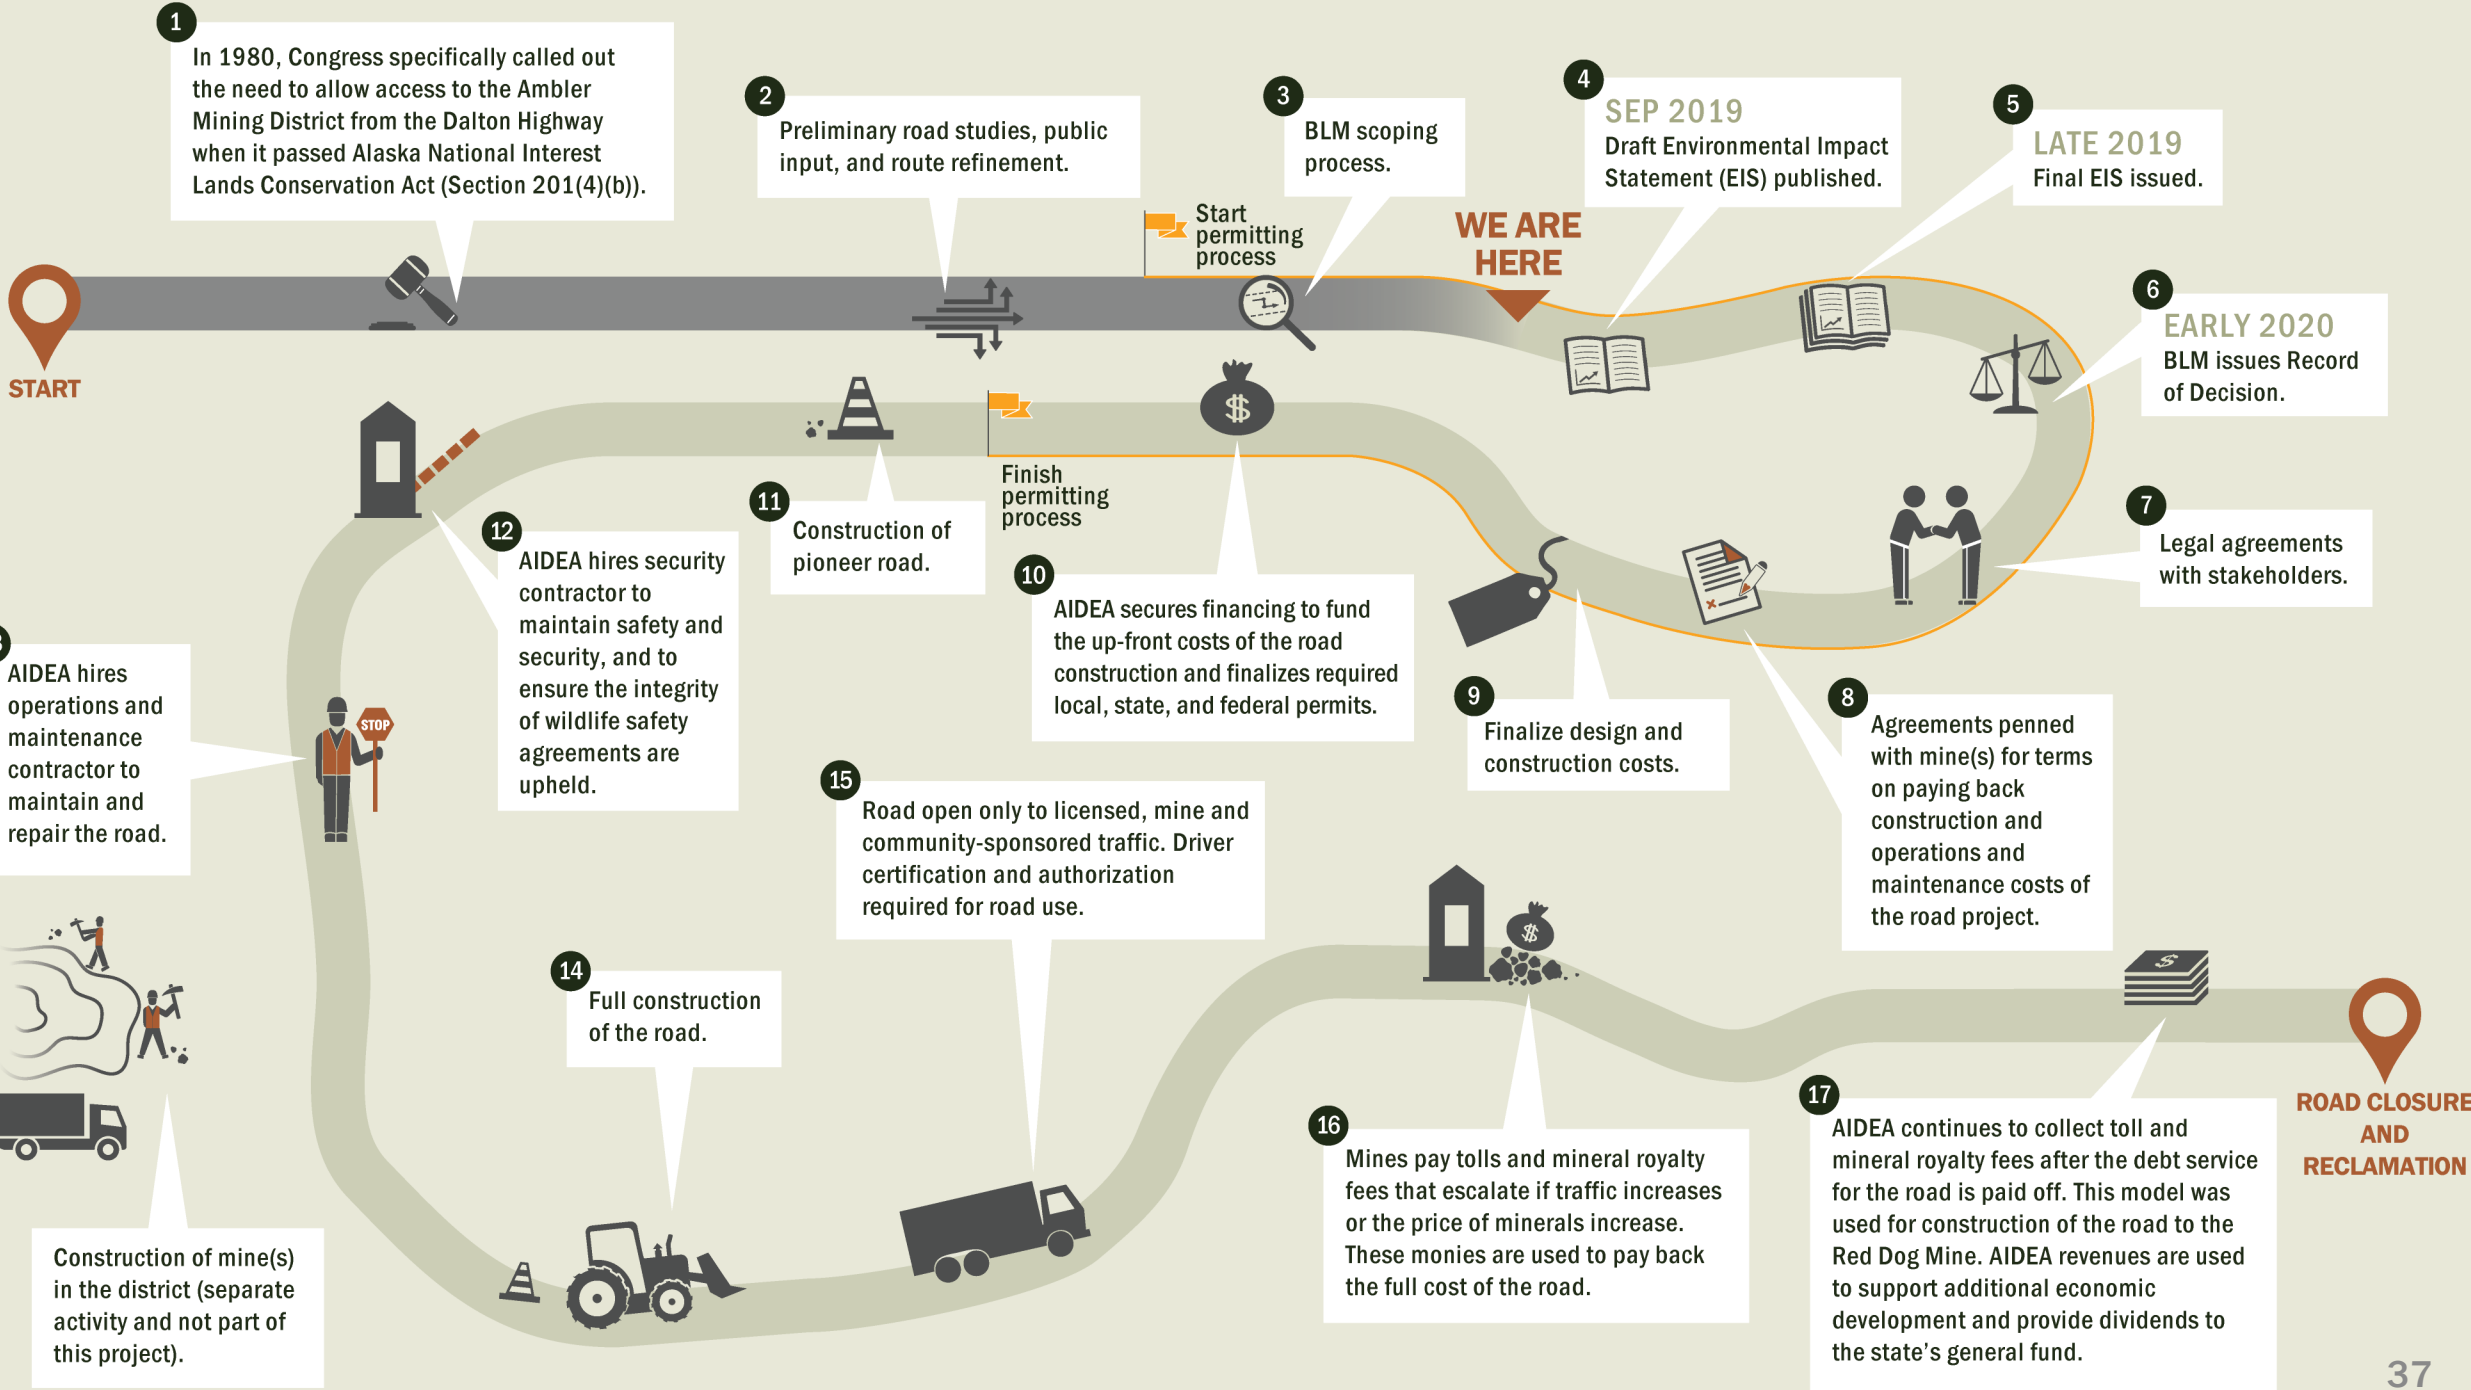 1
In 1980, Congress specifically called out
the need to allow access to the Ambler
Mining District from the Dalton Highway
when it passed Alaska National Interest
Lands Conservation Act (Section 201(4)(b)).
START
2
Preliminary road studies, public
input, and route refinement.
Start
permitting
process
3
BLM scoping
process.
WE ARE
HERE
4
SEP 2019
Draft Environmental Impact
Statement (EIS) published.
5
LATE 2019
Final EIS issued.
6
EARLY 2020
BLM issues Record
of Decision.
7
Legal agreements
with stakeholders.
8
Agreements penned
with mine(s) for terms
on paying back
construction and
operations and
maintenance costs of
the road project.
9
Finalize design and
construction costs.
$
10
AIDEA secures financing to fund
the up-front costs of the road
construction and finalizes required
local, state, and federal permits.
Finish
permitting
process
11
Construction of
pioneer road.
12
AIDEA hires security
contractor to
maintain safety and
security, and to
ensure the integrity
of wildlife safety
agreements are
upheld.
AIDEA hires
operations and
maintenance
contractor to
maintain and
repair the road.
STOP
Construction of mine(s)
in the district (separate
activity and not part of
this project).
14
Full construction
of the road.
15
Road open only to licensed, mine and
community-sponsored traffic. Driver
certification and authorization
required for road use.
$
16
Mines pay tolls and mineral royalty
fees that escalate if traffic increases
or the price of minerals increase.
These monies are used to pay back
the full cost of the road.
$
17
AIDEA continues to collect toll and
mineral royalty fees after the debt service
for the road is paid off. This model was
used for construction of the road to the
Red Dog Mine. AIDEA revenues are used
to support additional economic
development and provide dividends to
the state's general fund.
ROAD CLOSURE
AND
RECLAMATION
37